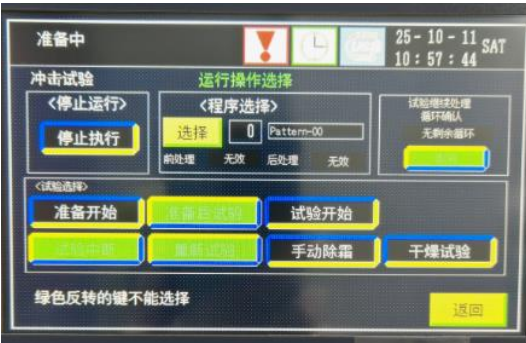 准备中
25-10-11 SAT
10:57:44
冲击试验
运行操作选择
<停止运行>
停止执行
<程序选择>
选择 0 Pattern-00
前处理 无效 后处理 无效
试验继续处理
循环确认
无剩余循环
<试验选择>
准备开始
试验开始
试验中断
重新试验
手动除霜
干燥试验
绿色反转的键不能选择
返回